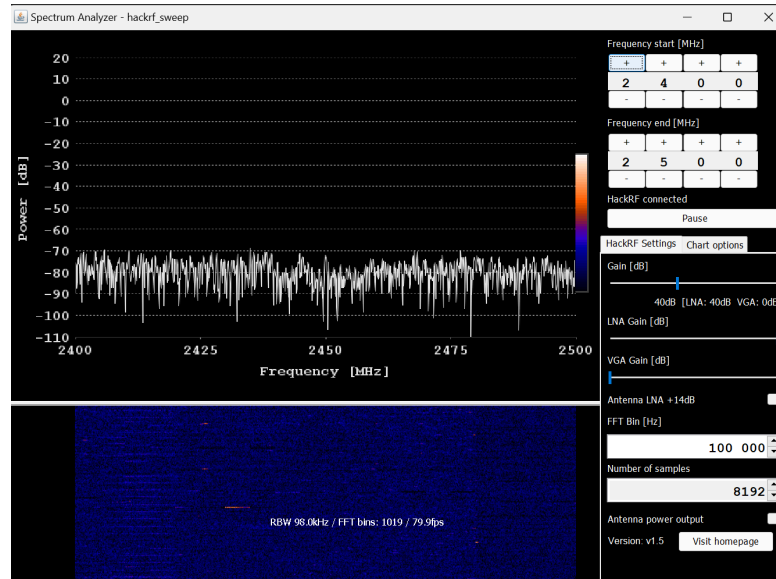 Spectrum Analyzer - hackrf_sweep
20
10
0
-10
-20
-30
-40
-50
-60
-70
-80
-90
-100
-110
Power [dB]
2400 2425 2450 2475 2500
Frequency [MHz]
RBW 98.0kHz / FFT bins: 1019 / 79.9fps
Frequency start [MHz]
+ + + +
2 4 0 0
- - - -
Frequency end [MHz]
+ + + +
2 5 0 0
- - - -
HackRF connected
Pause
HackRF Settings Chart options
Gain [dB]
40dB [LNA: 40dB VGA: 0dB
LNA Gain [dB]
VGA Gain [dB]
Antenna LNA +14dB
FFT Bin [Hz]
100 000
Number of samples
8192
Antenna power output
Version: v1.5 Visit homepage